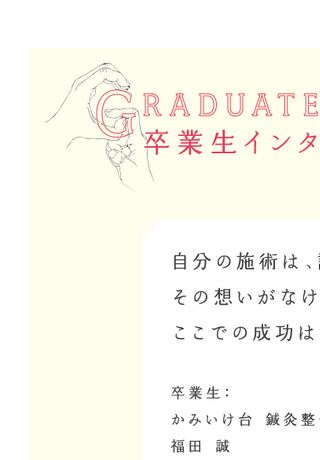 GRADUATE
卒業生インタ
自分の施術は、
その想いがなけ
ここでの成功は
卒業生：
かみいけ台 鍼灸整
福田 誠